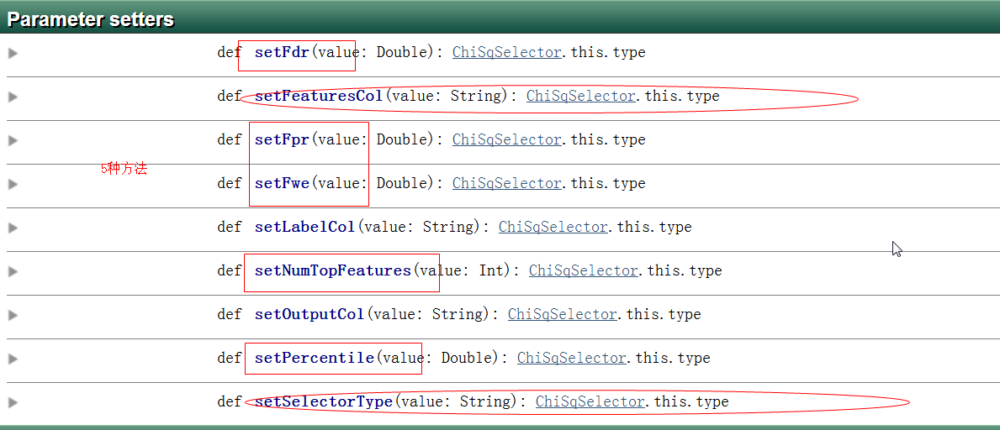 Parameter setters
def setFdr(value: Double): ChiSqSelector.this.type
def setFeaturesCol(value: String): ChiSqSelector.this.type
def setFpr(value: Double): ChiSqSelector.this.type
5种方法
def setFwe(value: Double): ChiSqSelector.this.type
def setLabelCol(value: String): ChiSqSelector.this.type
def setNumTopFeatures(value: Int): ChiSqSelector.this.type
def setOutputCol(value: String): ChiSqSelector.this.type
def setPercentile(value: Double): ChiSqSelector.this.type
def setSelectorType(value: String): ChiSqSelector.this.type